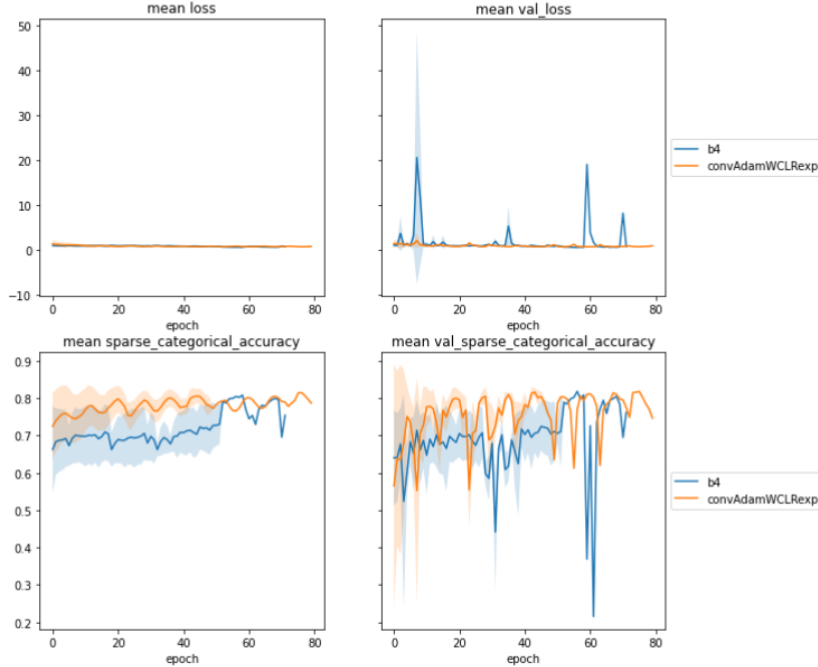 mean loss
mean val_loss
50
40
30
20
10
0
−10
0 20 40 60 80
0 20 40 60 80
epoch
epoch
b4
convAdamWCLRexp
mean sparse_categorical_accuracy
mean val_sparse_categorical_accuracy
0.9
0.8
0.7
0.6
0.5
0.4
0.3
0.2
0 20 40 60 80
0 20 40 60 80
epoch
epoch
b4
convAdamWCLRexp